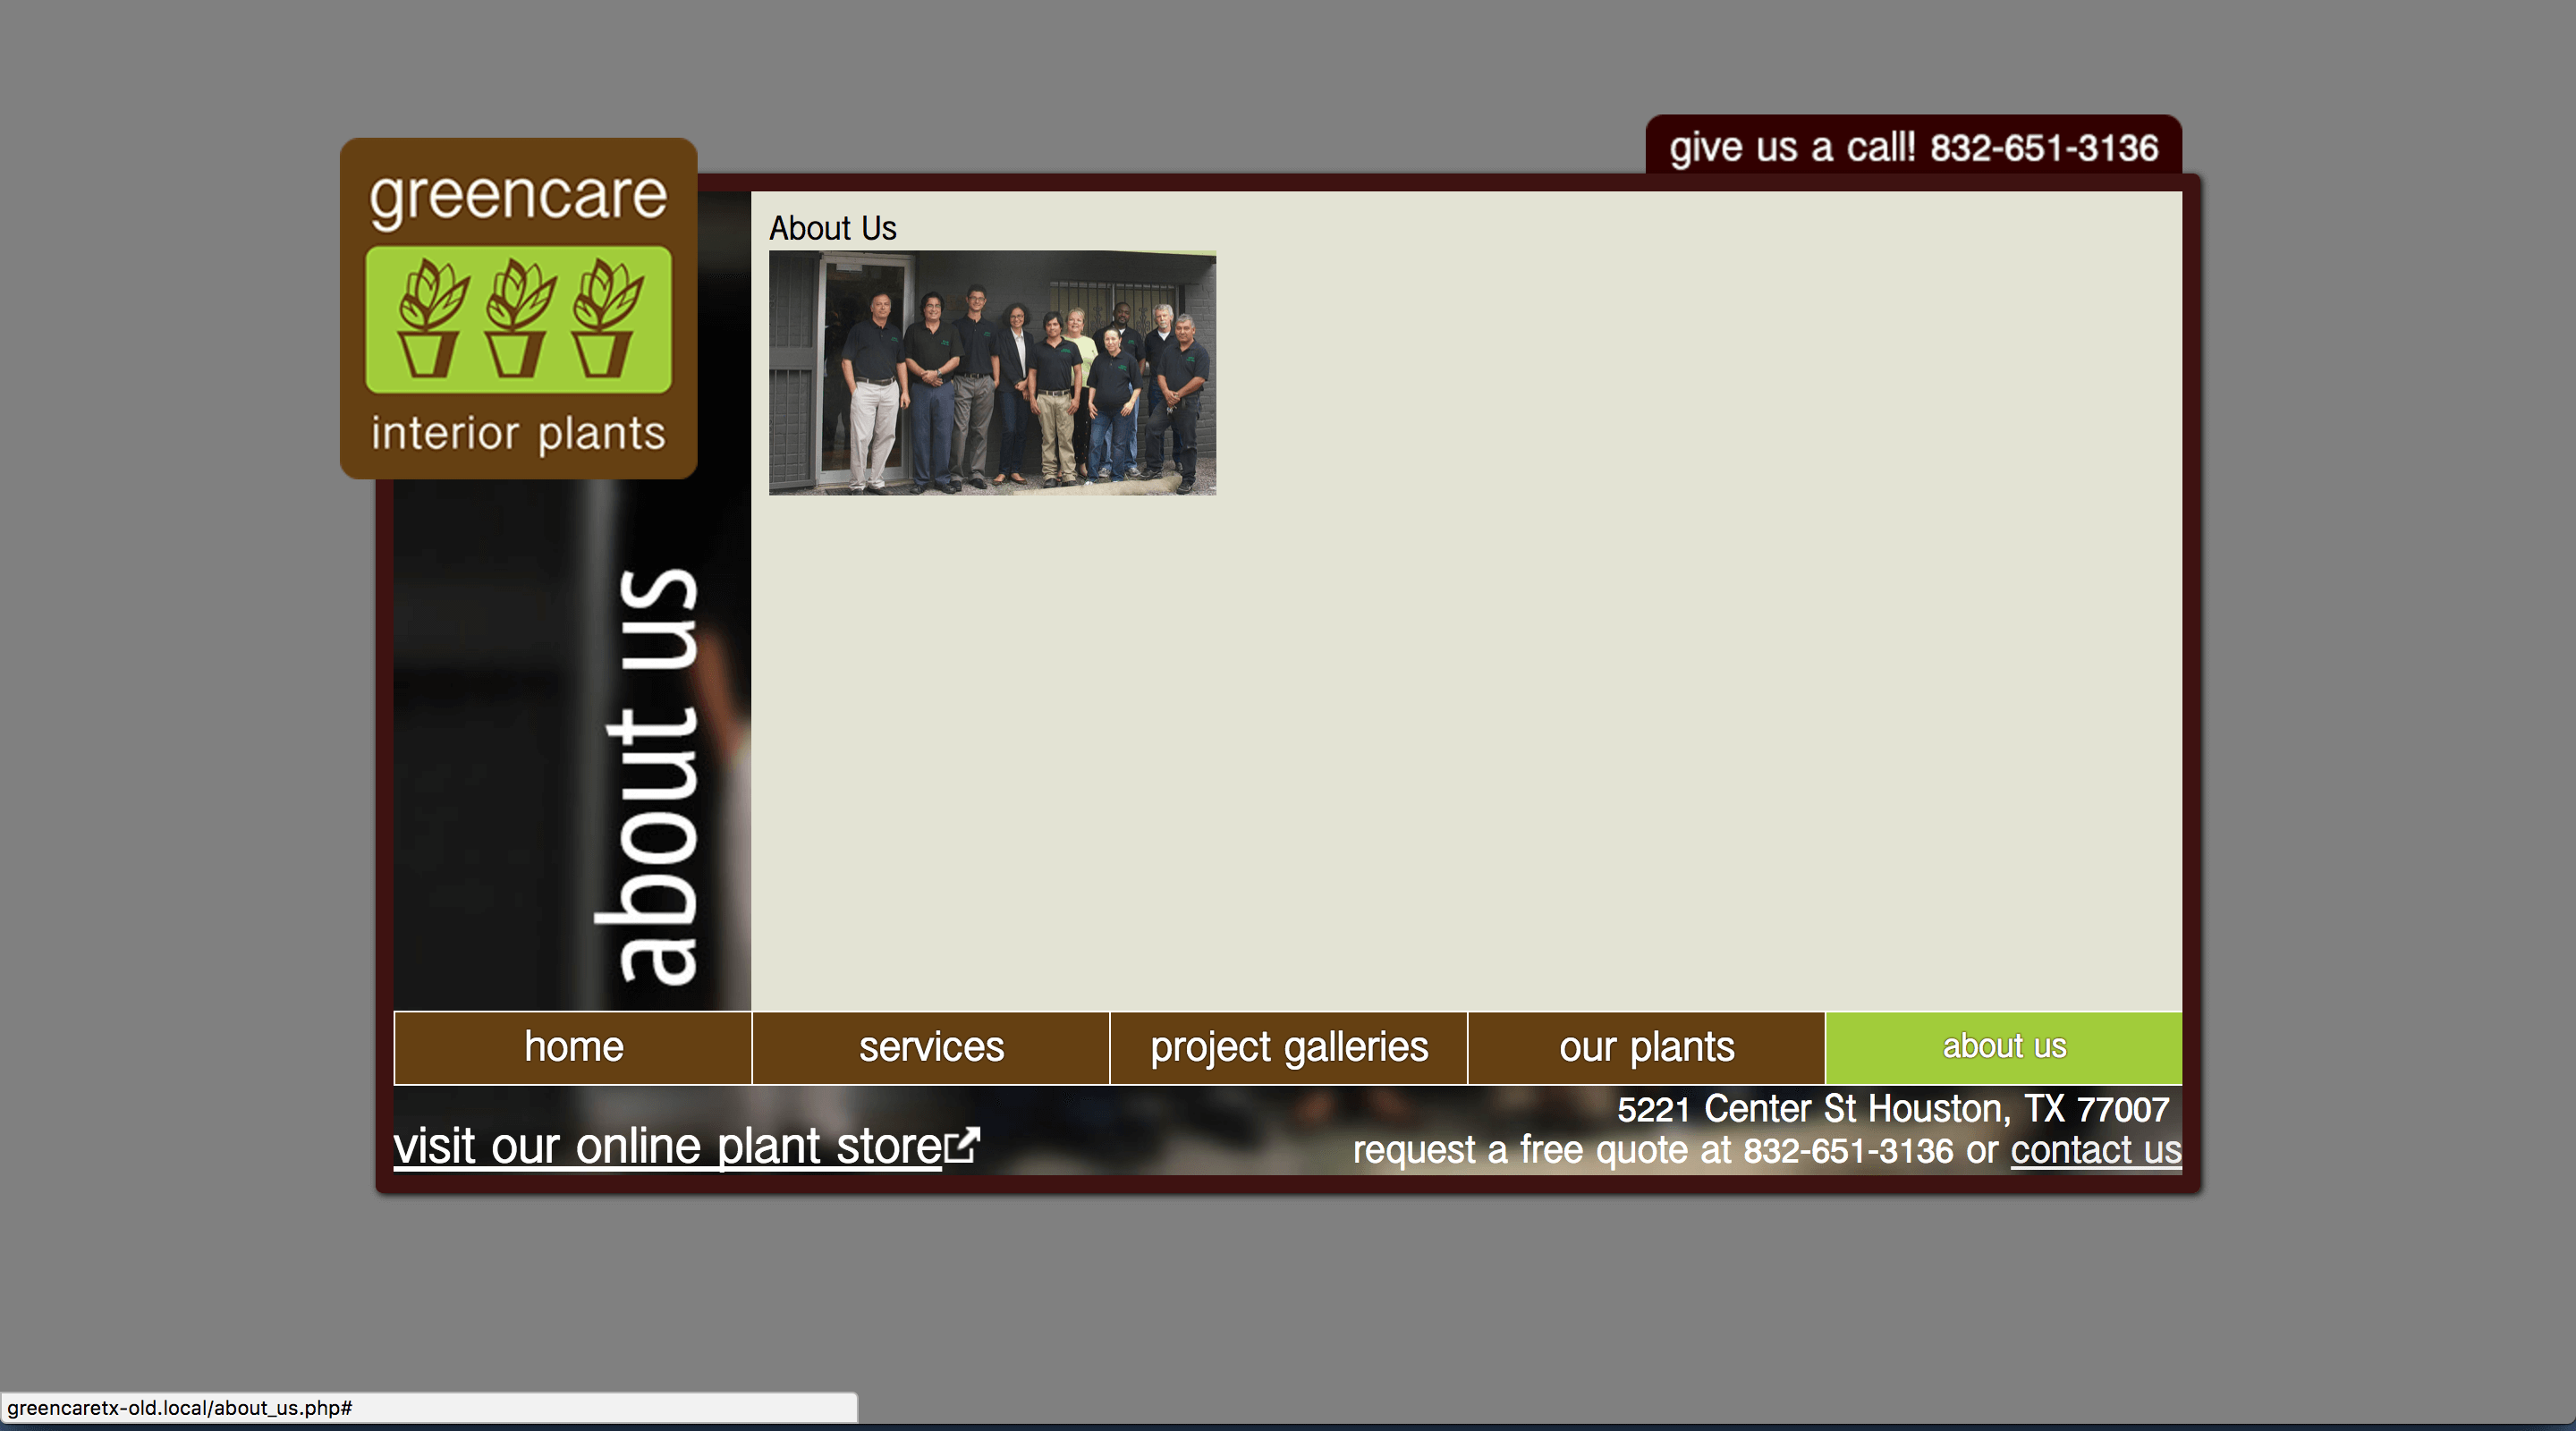 give us a call! 832-651-3136
greencare
interior plants
About Us
about us
home
services
project galleries
our plants
about us
visit our online plant store
5221 Center St Houston, TX 77007
request a free quote at 832-651-3136 or contact us
greencaretx-old.local/about_us.php#